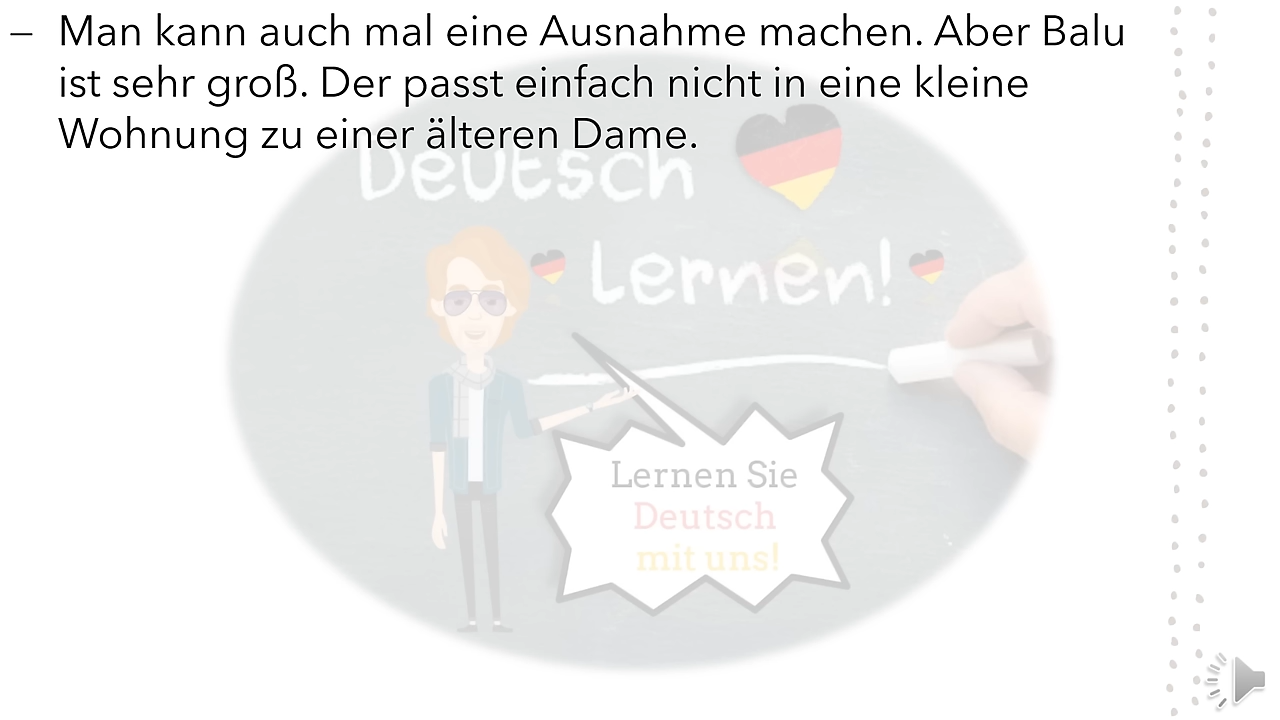 – Man kann auch mal eine Ausnahme machen. Aber Balu
ist sehr groß. Der passt einfach nicht in eine kleine
Wohnung zu einer älteren Dame.
Deutsch
Lernen!
Lernen Sie
Deutsch
mit uns!